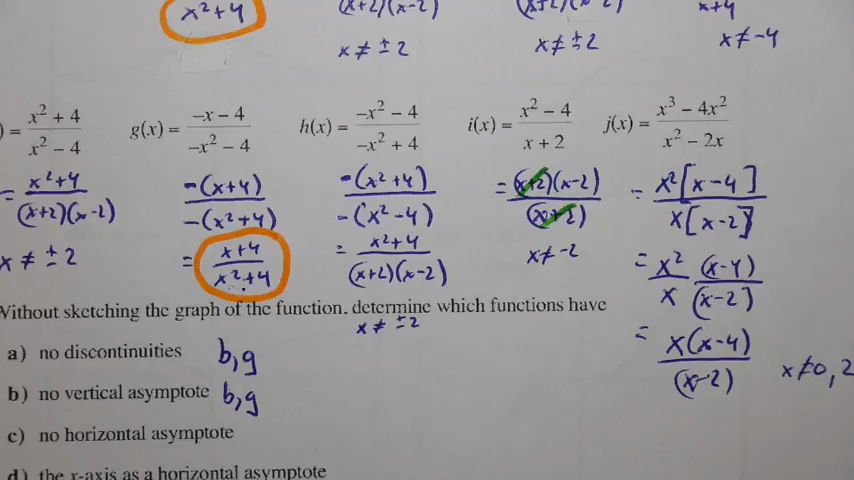 x²+4
(x+2)(x-2)
(x+2)(x-2)
x+4
x ≠ ±2
x ≠ ±2
x ≠ -4
) = (x² + 4)/(x² − 4)
g(x) = (−x − 4)/(−x² − 4)
h(x) = (−x² − 4)/(−x² + 4)
i(x) = (x² − 4)/(x + 2)
j(x) = (x³ − 4x²)/(x² − 2x)
= (x²+4)/((x+2)(x-2))
x ≠ ±2
-(x+4)/-(x²+4)
= (x+4)/(x²+4)
-(x²+4)/-(x²-4)
= (x²+4)/((x+2)(x-2))
x ≠ ±2
= (x+2)(x-2)/(x+2)
x ≠ -2
= x²[x-4]/x[x-2]
= x²/x (x-4)/(x-2)
= x(x-4)/(x-2)
x ≠ 0, 2
Without sketching the graph of the function, determine which functions have
a) no discontinuities b,g
b) no vertical asymptote b,g
c) no horizontal asymptote
d) the x-axis as a horizontal asymptote